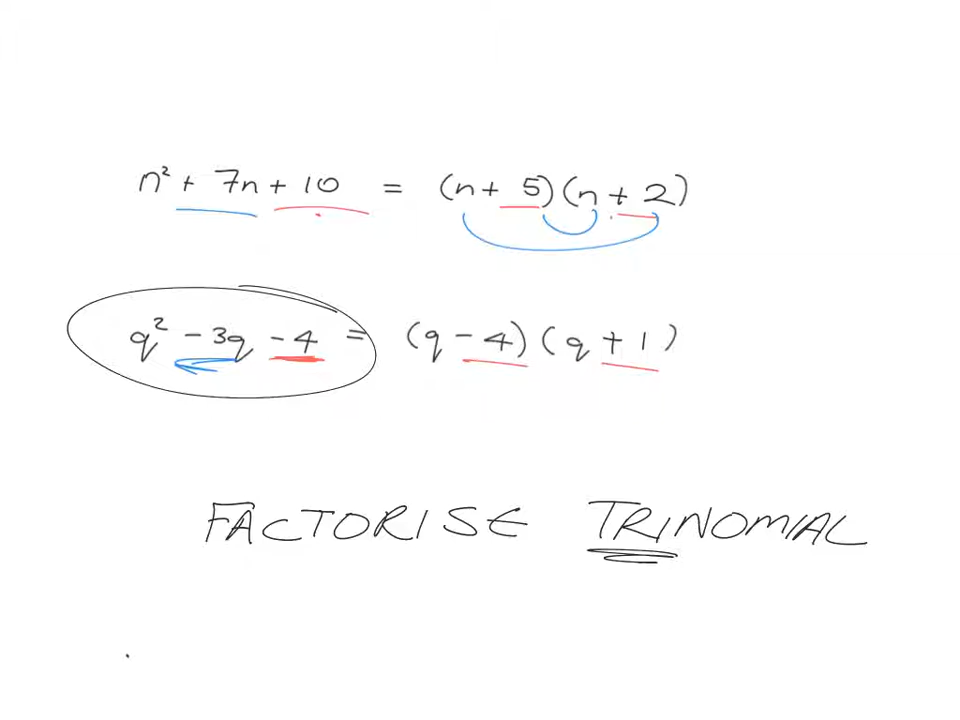 n² + 7n + 10 = (n + 5)(n + 2)
q² - 3q - 4 = (q - 4)(q + 1)
FACTORISE TRINOMIAL